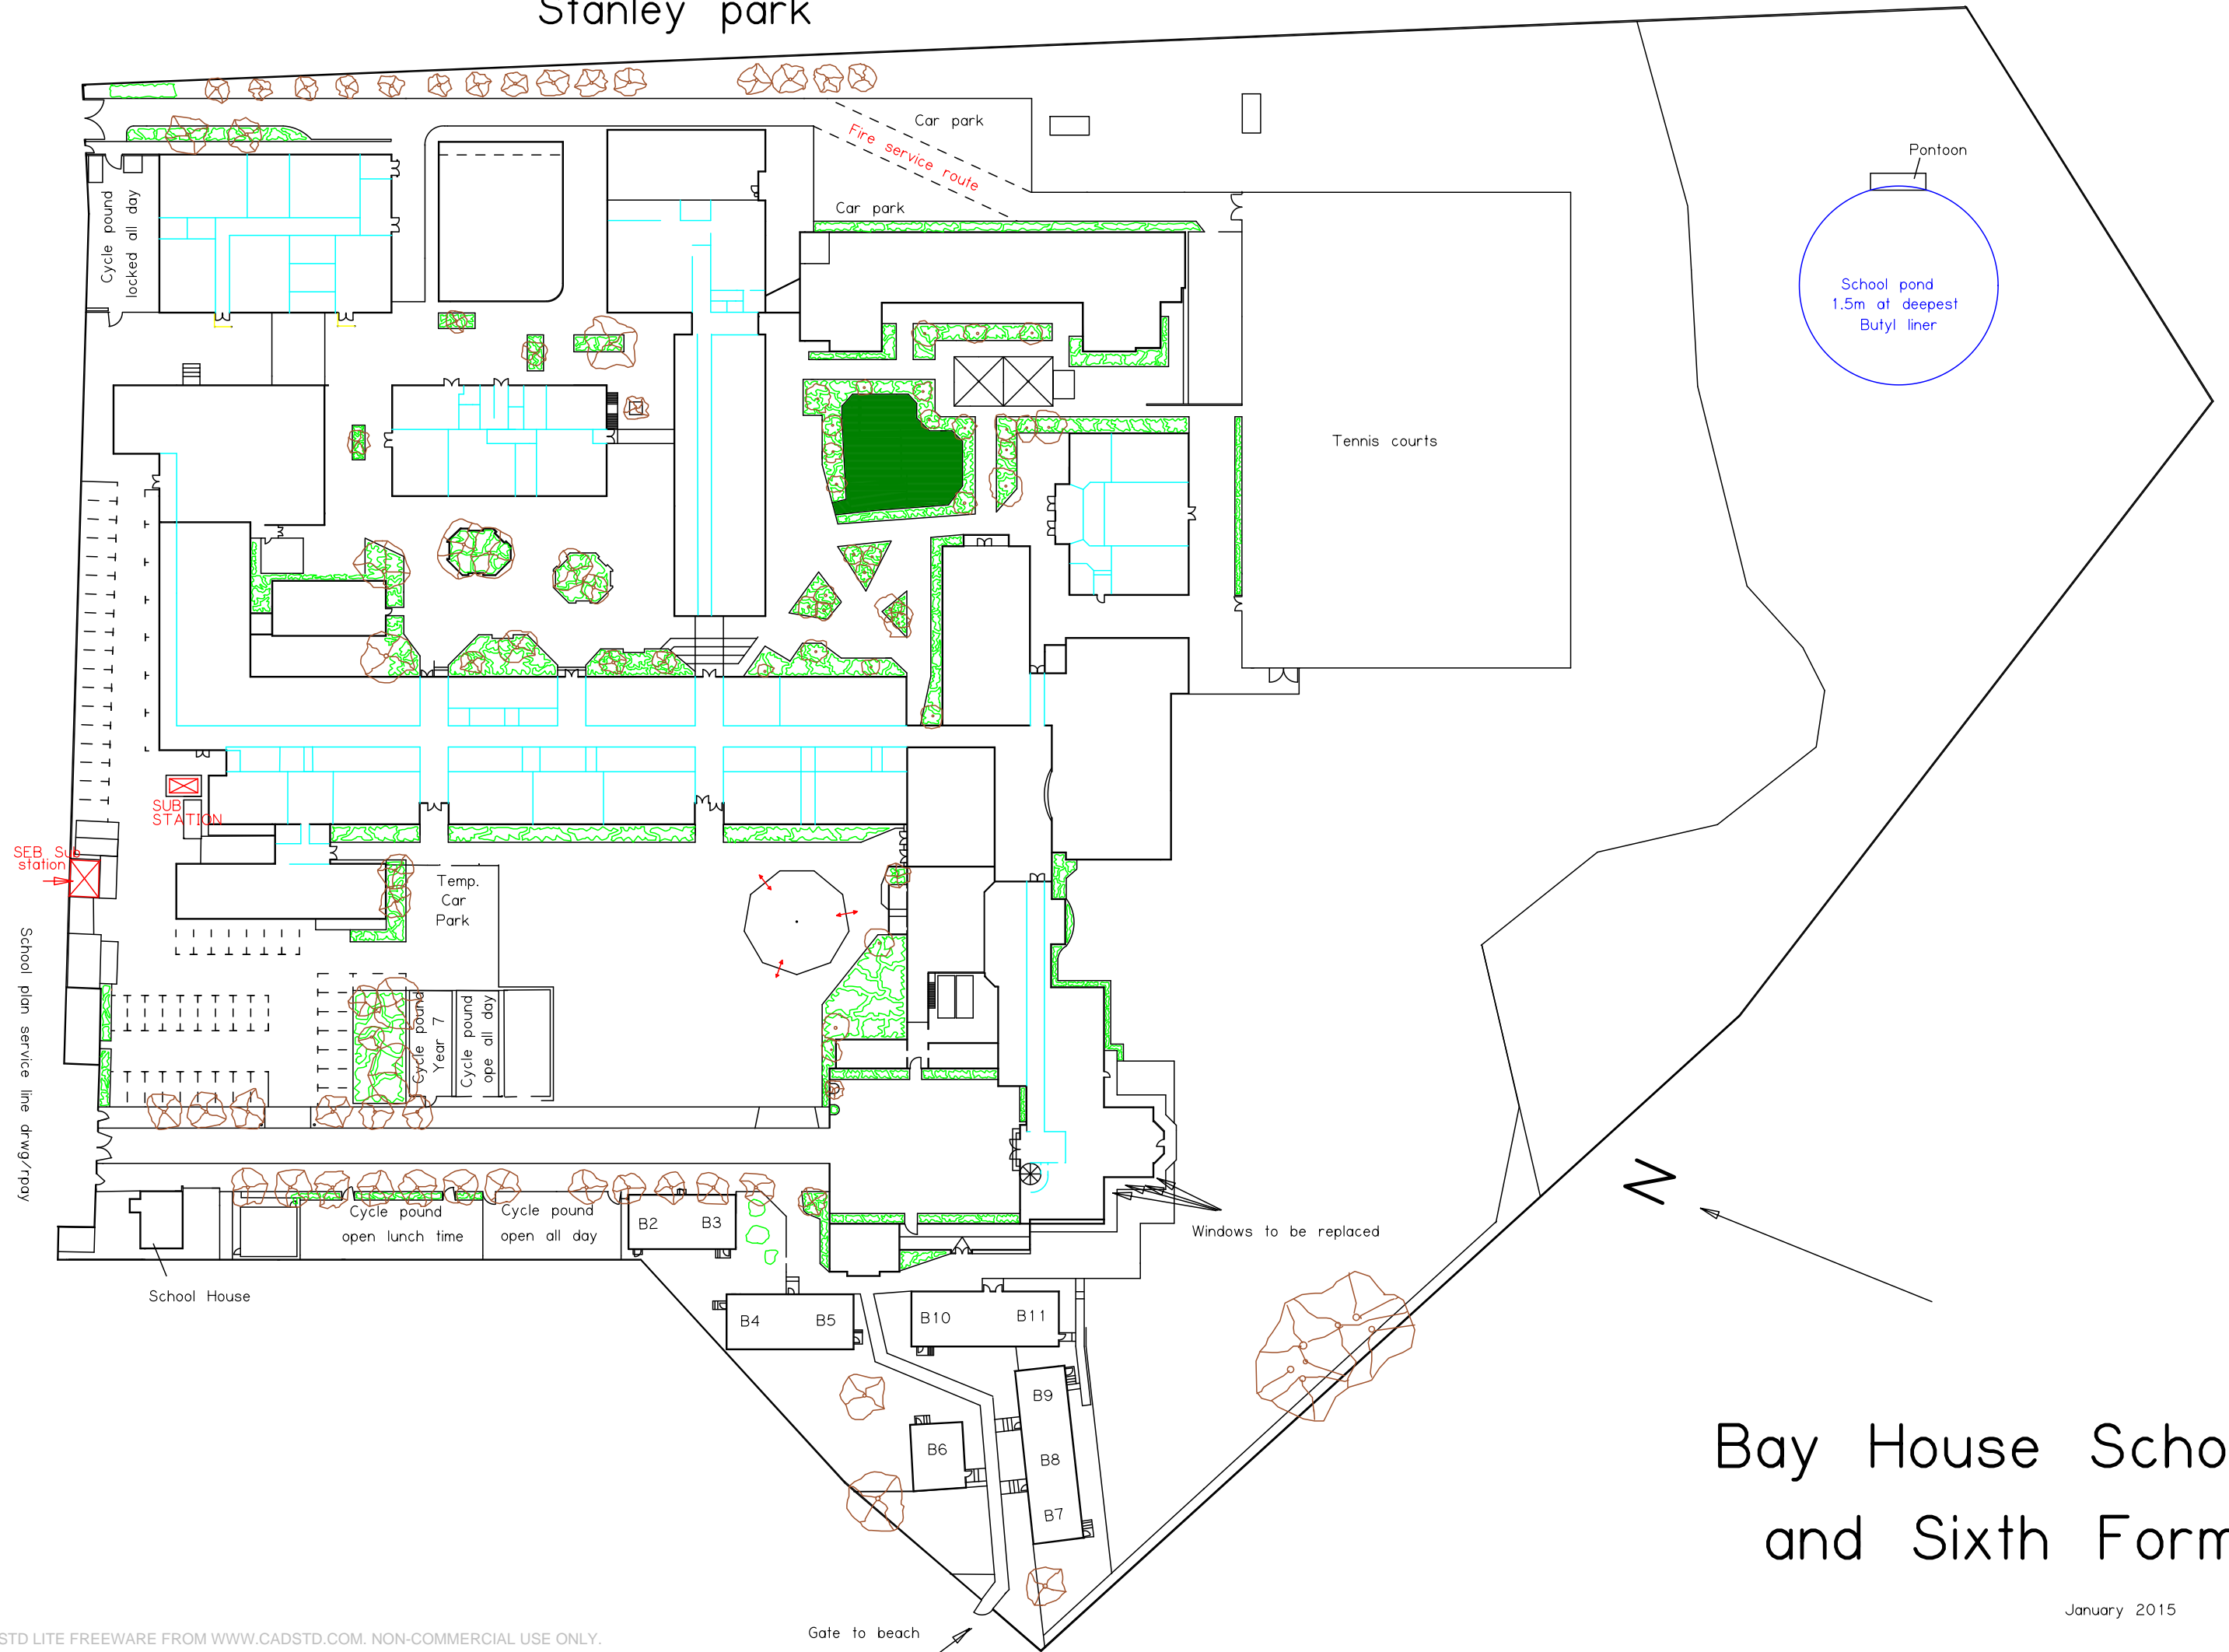 Stanley park
Car park
Fire service route
Car park
Pontoon
Cycle pound
locked all day
School pond
1.5m at deepest
Butyl liner
Tennis courts
SUB
STATION
SEB Sub
station
Temp.
Car
Park
School plan service line drwg/rpay
Cycle pound
Year 7
Cycle pound
ope all day
Cycle pound
open lunch time
Cycle pound
open all day
B2
B3
Windows to be replaced
N
School House
B4
B5
B10
B11
B9
B6
B8
B7
Bay House Scho
and Sixth Form
January 2015
Gate to beach
STD LITE FREEWARE FROM WWW.CADSTD.COM. NON-COMMERCIAL USE ONLY.